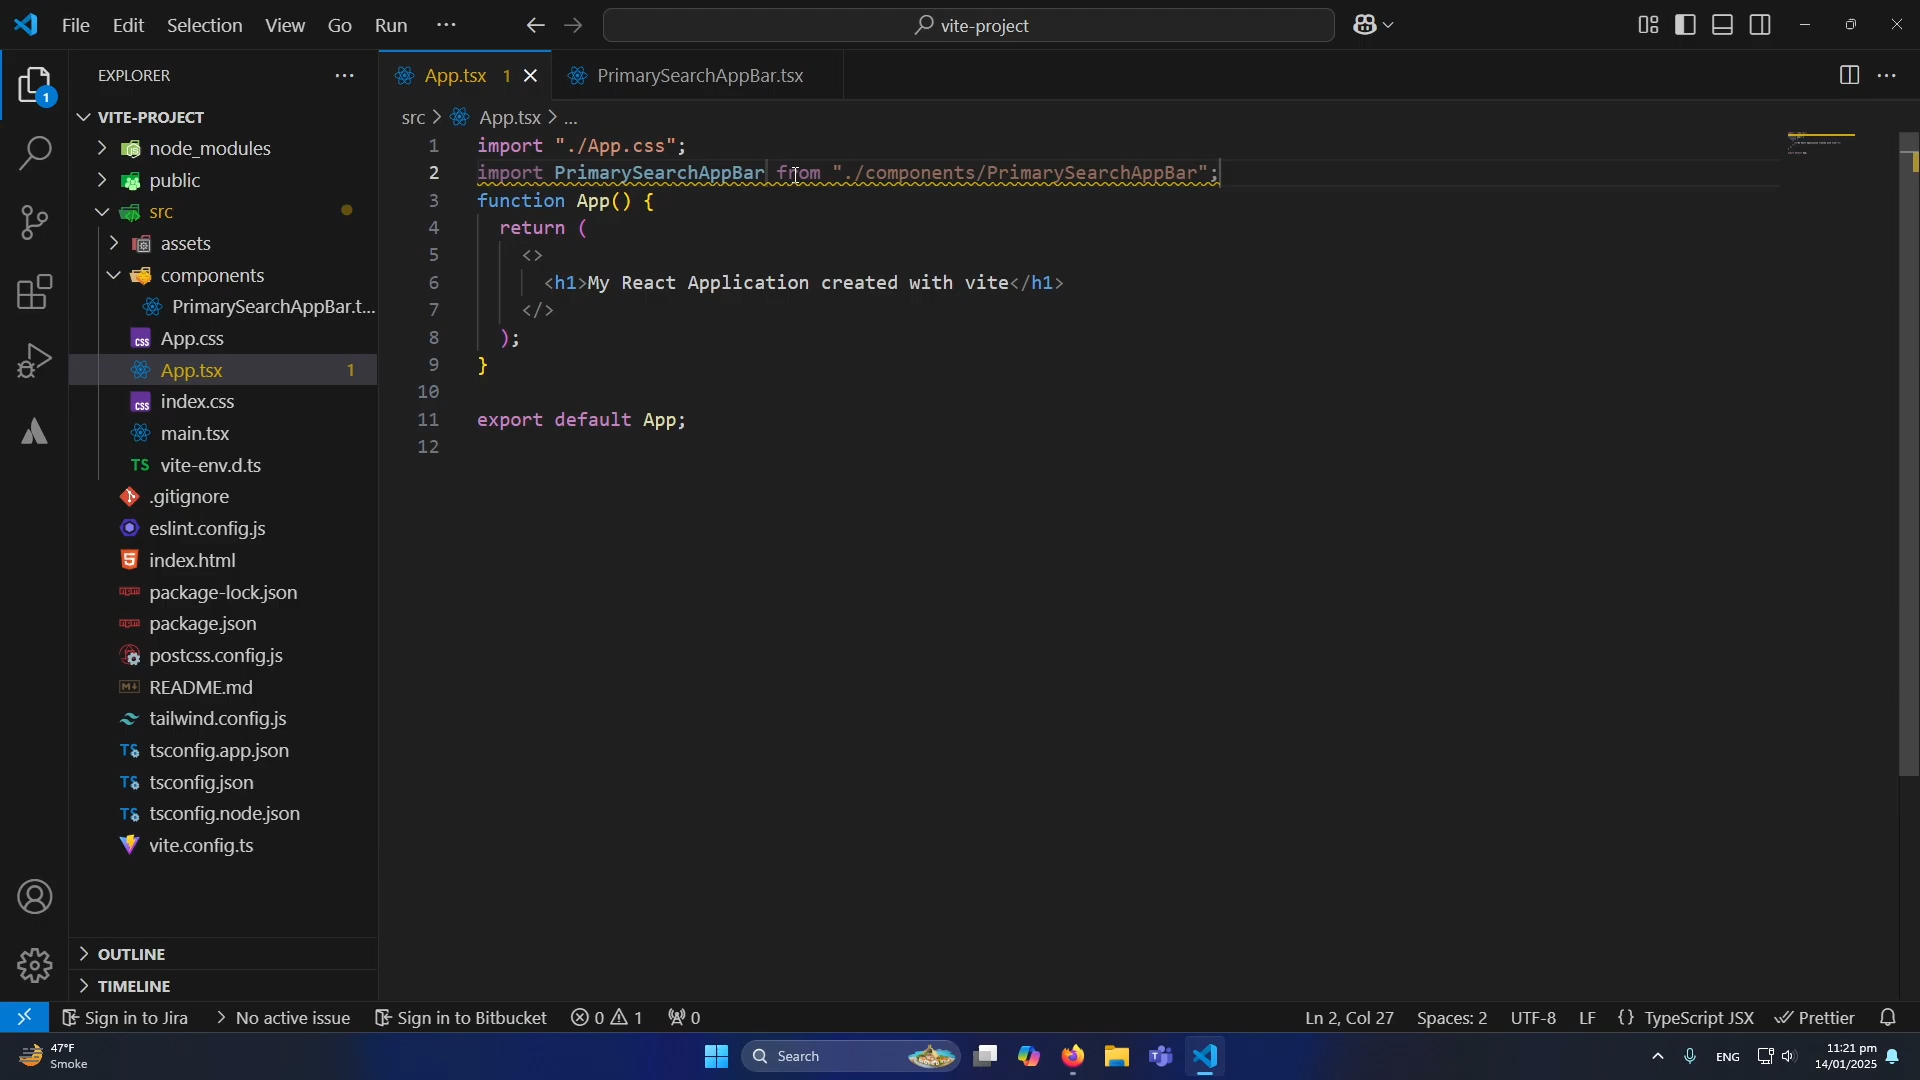 File Edit Selection View Go Run ···
vite-project
EXPLORER
App.tsx 1
PrimarySearchAppBar.tsx
VITE-PROJECT
node_modules
public
src
assets
components
PrimarySearchAppBar.t...
App.css
App.tsx 1
index.css
main.tsx
TS vite-env.d.ts
.gitignore
eslint.config.js
index.html
package-lock.json
package.json
postcss.config.js
README.md
tailwind.config.js
tsconfig.app.json
tsconfig.json
tsconfig.node.json
vite.config.ts
OUTLINE
TIMELINE
src > App.tsx > ...
1 import "./App.css";
2 import PrimarySearchAppBar from "./components/PrimarySearchAppBar";
3 function App() {
4 return (
5 <>
6 <h1>My React Application created with vite</h1>
7 </>
8 );
9 }
10
11 export default App;
12
Sign in to Jira > No active issue Sign in to Bitbucket 0 1 0
Ln 2, Col 27 Spaces: 2 UTF-8 LF {} TypeScript JSX Prettier
47°F
Smoke
Search
ENG
11:21 pm
14/01/2025